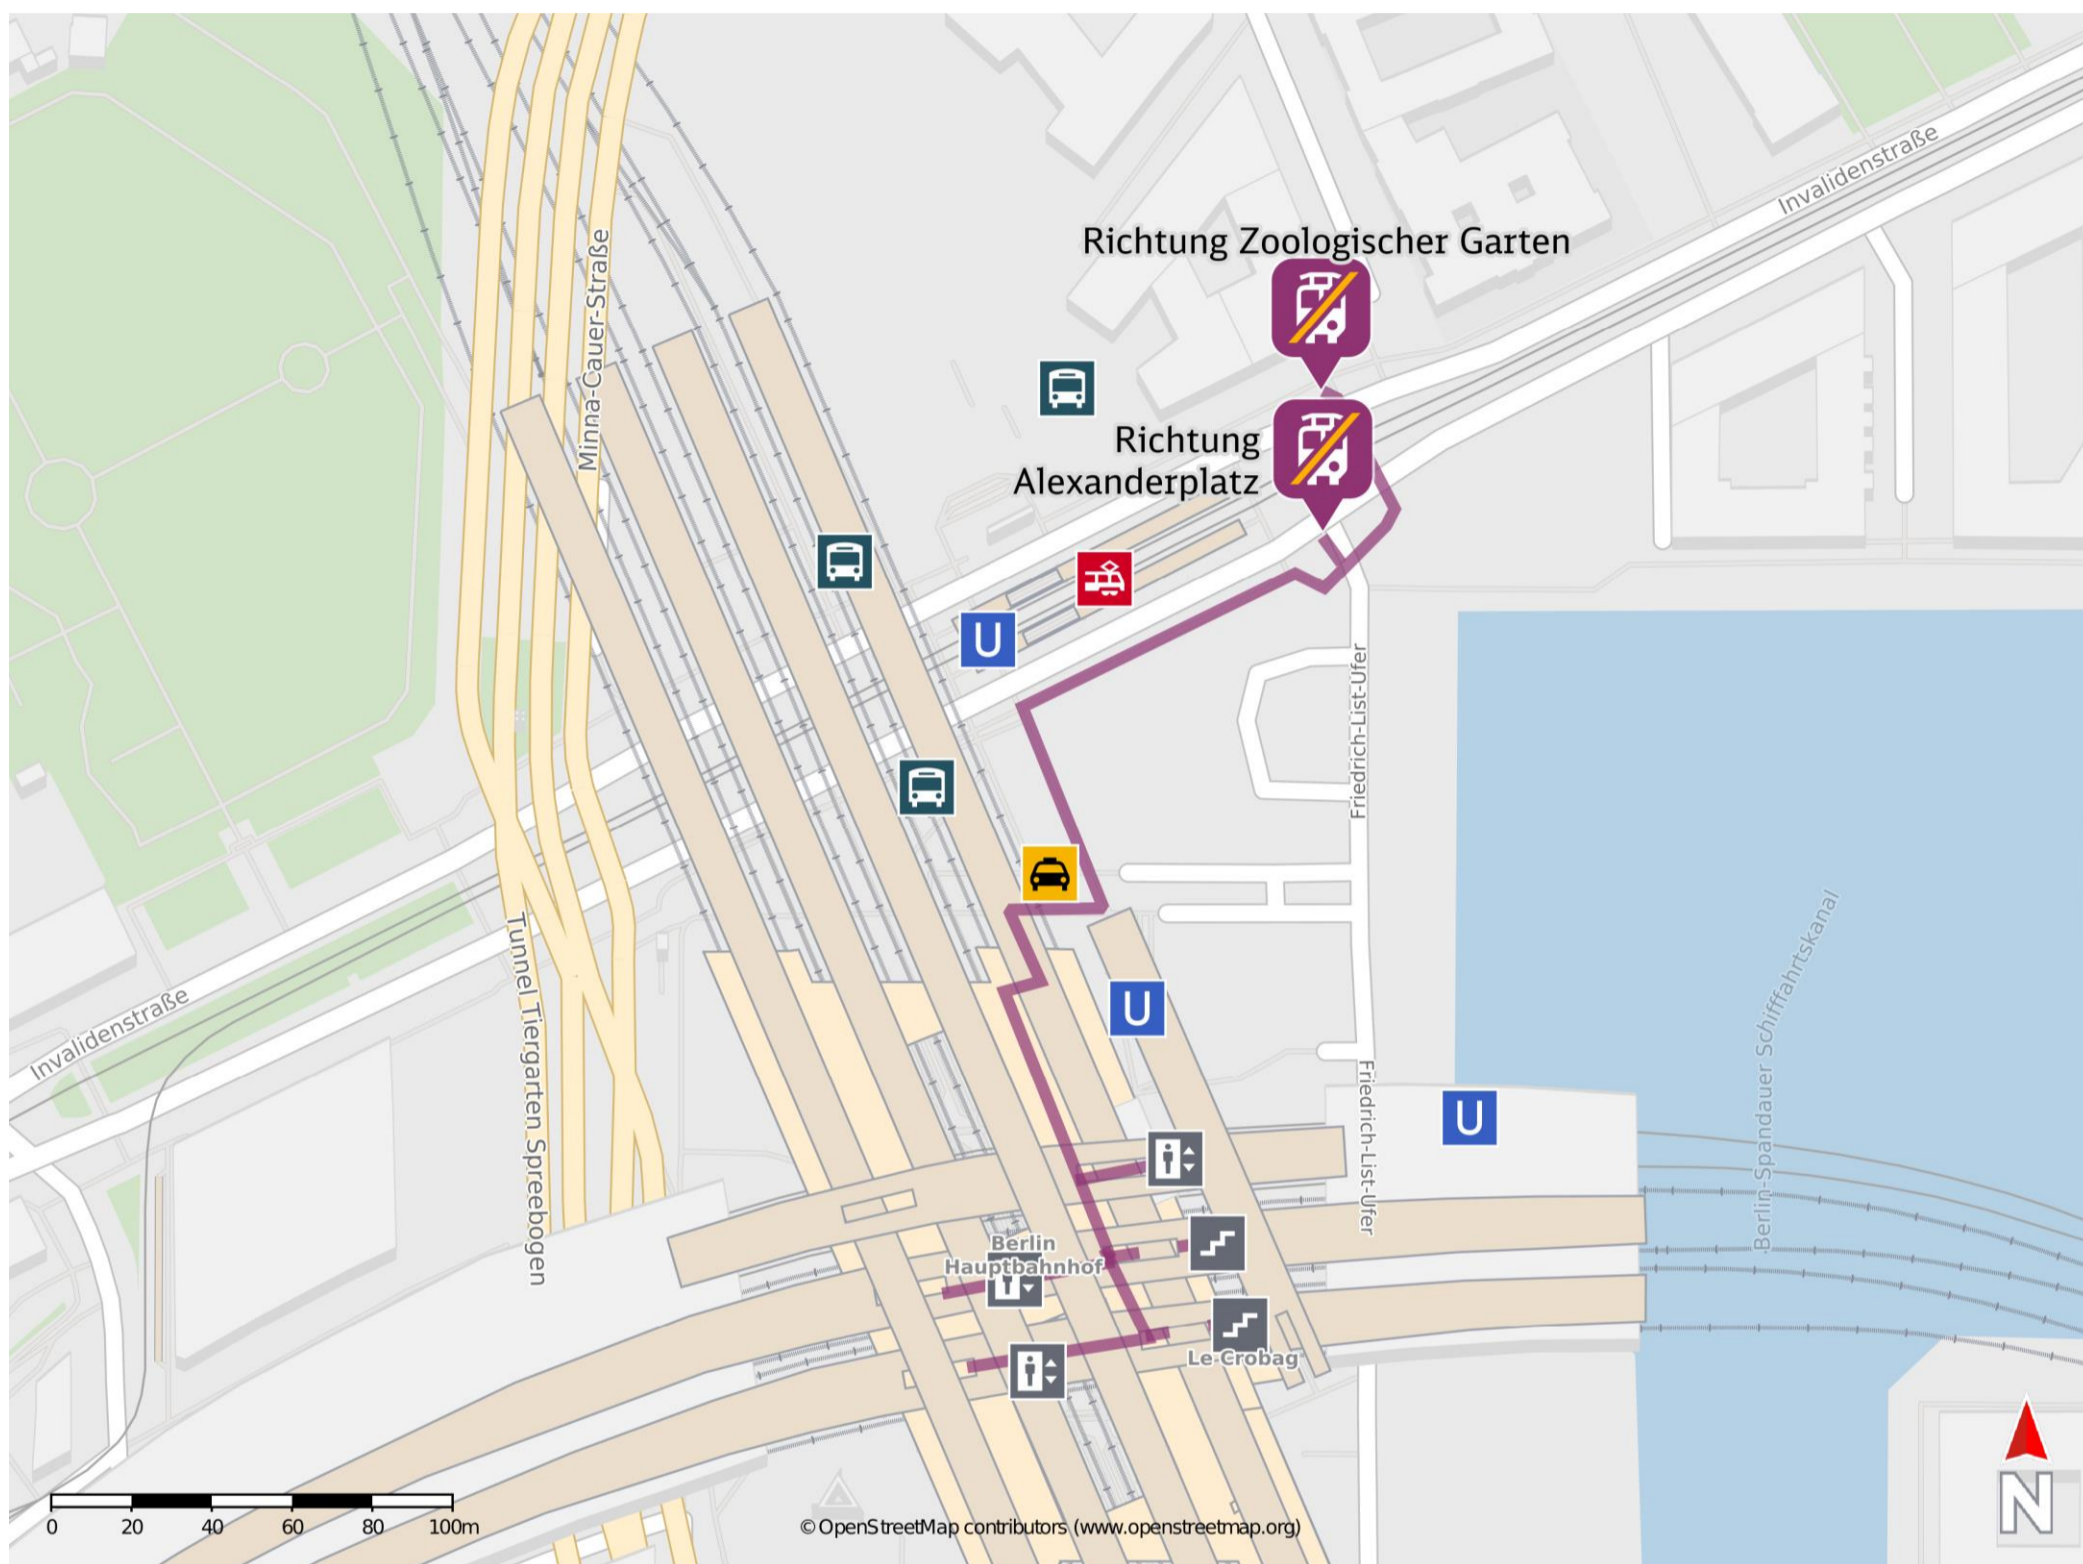 Invalidenstraße
Richtung Zoologischer Garten
Minna-Cauer-Straße
Richtung
Alexanderplatz
U
Friedrich-List-Ufer
Tunnel Tiergarten Spreebogen
Invalidenstraße
U
Berlin-Spandauer Schifffahrtskanal
Friedrich-List-Ufer
U
Berlin
Hauptbahnhof
Le Crobag
0 20 40 60 80 100m
© OpenStreetMap contributors (www.openstreetmap.org)
N